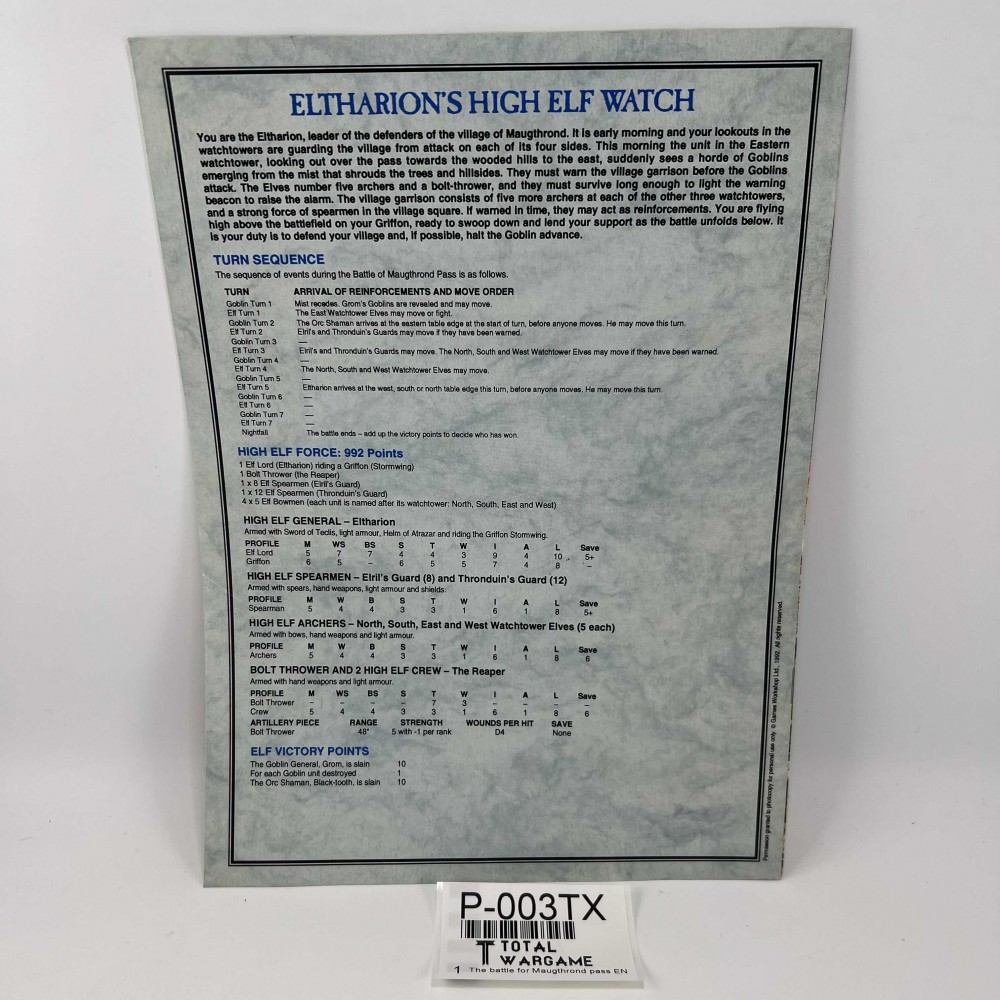 ELTHARION'S HIGH ELF WATCH
You are the Eltharion, leader of the defenders of the village of Maugthrond. It is early morning and your lookouts in the
watchtowers are guarding the village from attack on each of its four sides. This morning the unit in the Eastern
watchtower, looking out over the pass towards the wooded hills to the east, suddenly sees a horde of Goblins
emerging from the mist that shrouds the trees and hillsides. They must warn the village garrison before the Goblins
attack. The Elves number five archers and a bolt-thrower, and they must survive long enough to light the warning
beacon to raise the alarm. The village garrison consists of five more archers at each of the other three watchtowers,
and a strong force of spearmen in the village square. If warned in time, they may act as reinforcements. You are flying
high above the battlefield on your Griffon, ready to swoop down and lend your support as the battle unfolds below. It
is your duty is to defend your village and, if possible, halt the Goblin advance.
TURN SEQUENCE
The sequence of events during the Battle of Maugthrond Pass is as follows.
TURN ARRIVAL OF REINFORCEMENTS AND MOVE ORDER
Goblin Turn 1 Mist recedes. Grom's Goblins are revealed and may move.
Elf Turn 1 The East Watchtower Elves may move or fight.
Goblin Turn 2 The Orc Shaman arrives at the eastern table edge at the start of turn, before anyone moves. He may move this turn.
Elf Turn 2 Elril's and Thronduin's Guards may move if they have been warned.
Goblin Turn 3 —
Elf Turn 3 Elril's and Thronduin's Guards may move. The North, South and West Watchtower Elves may move if they have been warned.
Goblin Turn 4 —
Elf Turn 4 The North, South and West Watchtower Elves may move.
Goblin Turn 5 —
Elf Turn 5 Eltharion arrives at the west, south or north table edge this turn, before anyone moves. He may move this turn.
Goblin Turn 6 —
Elf Turn 6 —
Goblin Turn 7 —
Elf Turn 7 —
Nightfall The battle ends – add up the victory points to decide who has won.
HIGH ELF FORCE: 992 Points
1 Elf Lord (Eltharion) riding a Griffon (Stormwing)
1 Bolt Thrower (the Reaper)
1 x 8 Elf Spearmen (Elril's Guard)
1 x 12 Elf Spearmen (Thronduin's Guard)
4 x 5 Elf Bowmen (each unit is named after its watchtower: North, South, East and West)
HIGH ELF GENERAL – Eltharion
Armed with Sword of Teclis, light armour, Helm of Atrazar and riding the Griffon Stormwing.
PROFILE M WS BS S T W I A L Save
Elf Lord 5 7 7 4 4 3 9 4 10 5+
Griffon 6 5 – 6 5 5 7 4 8 –
HIGH ELF SPEARMEN – Elril's Guard (8) and Thronduin's Guard (12)
Armed with spears, hand weapons, light armour and shields.
PROFILE M W B S T W I A L Save
Spearman 5 4 4 3 3 1 6 1 8 5+
HIGH ELF ARCHERS – North, South, East and West Watchtower Elves (5 each)
Armed with bows, hand weapons and light armour.
PROFILE M W B S T W I A L Save
Archers 5 4 4 3 3 1 6 1 8 6
BOLT THROWER AND 2 HIGH ELF CREW – The Reaper
Armed with hand weapons and light armour.
PROFILE M WS BS S T W I A L Save
Bolt Thrower – – – – 7 3 – – – –
Crew 5 4 4 3 3 1 6 1 8 6
ARTILLERY PIECE RANGE STRENGTH WOUNDS PER HIT SAVE
Bolt Thrower 48" 5 with -1 per rank D4 None
ELF VICTORY POINTS
The Goblin General, Grom, is slain 10
For each Goblin unit destroyed 1
The Orc Shaman, Black-tooth, is slain 10
Permission granted to photocopy for personal use only. © Games Workshop Ltd., 1992. All rights reserved.
P-003TX
TOTAL
WARGAME
1 The battle for Maugthrond pass EN